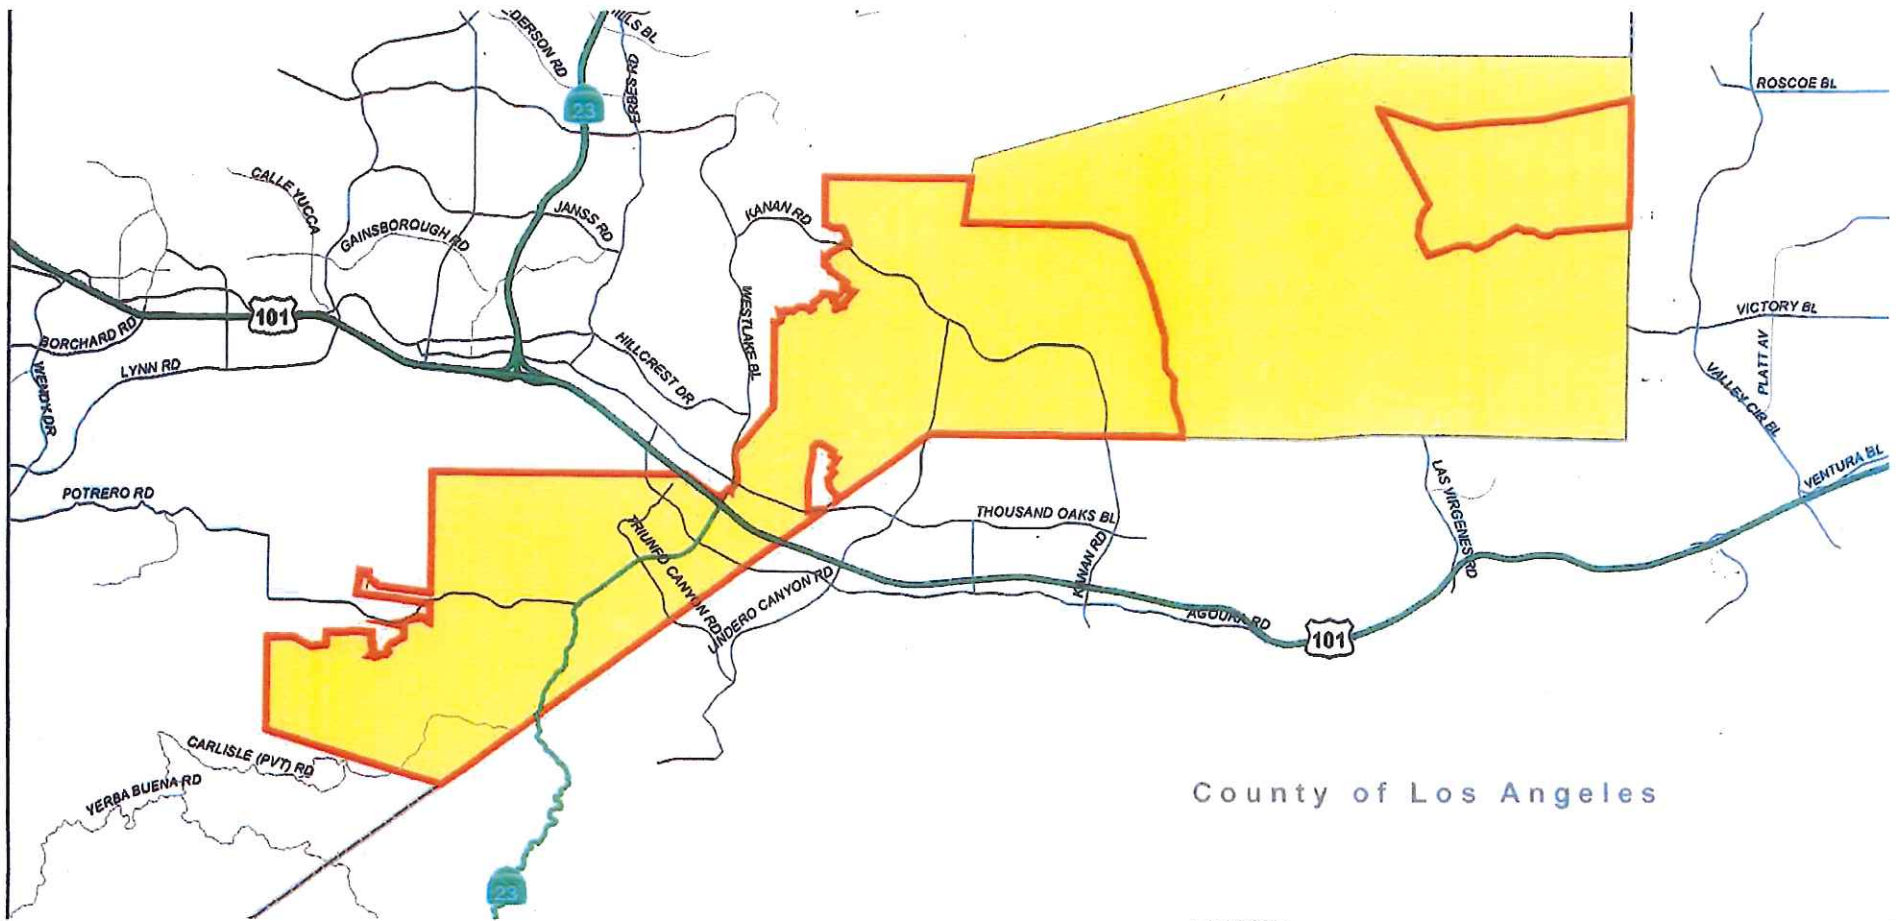 ERBES RD
23
ROSCOE BL
CALLE YUCCA
GAINSBOROUGH RD
JANSS RD
KANAN RD
WESTLAKE BL
101
BORCHARD RD
LYNN RD
WENDY DR
HILLCREST DR
VICTORY BL
PLATT AV
VALLEY CIR BL
VENTURA BL
POTRERO RD
TRIUNFO CANYON RD
LINDERO CANYON RD
THOUSAND OAKS BL
KANAN RD
LAS VIRGENES RD
AGOURA RD
101
CARLISLE (PVT) RD
YERBA BUENA RD
County of Los Angeles
23